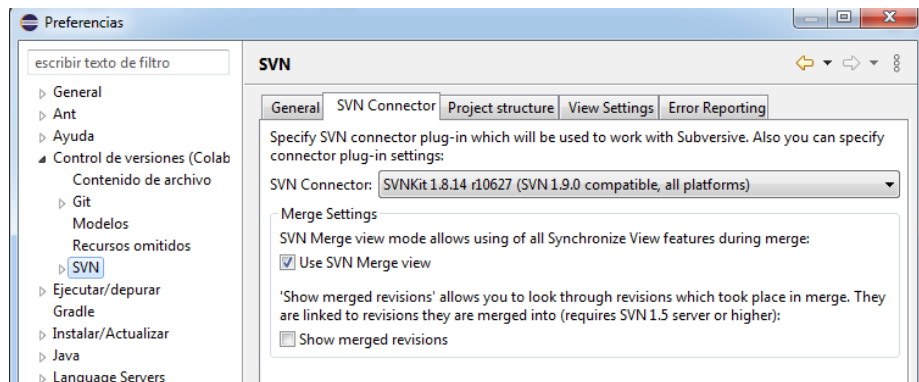 Preferencias
escribir texto de filtro
General
Ant
Ayuda
Control de versiones (Colab
Contenido de archivo
Git
Modelos
Recursos omitidos
SVN
Ejecutar/depurar
Gradle
Instalar/Actualizar
Java
Language Servers
SVN
General SVN Connector Project structure View Settings Error Reporting
Specify SVN connector plug-in which will be used to work with Subversive. Also you can specify
connector plug-in settings:
SVN Connector: SVNKit 1.8.14 r10627 (SVN 1.9.0 compatible, all platforms)
Merge Settings
SVN Merge view mode allows using of all Synchronize View features during merge:
Use SVN Merge view
'Show merged revisions' allows you to look through revisions which took place in merge. They
are linked to revisions they are merged into (requires SVN 1.5 server or higher):
Show merged revisions